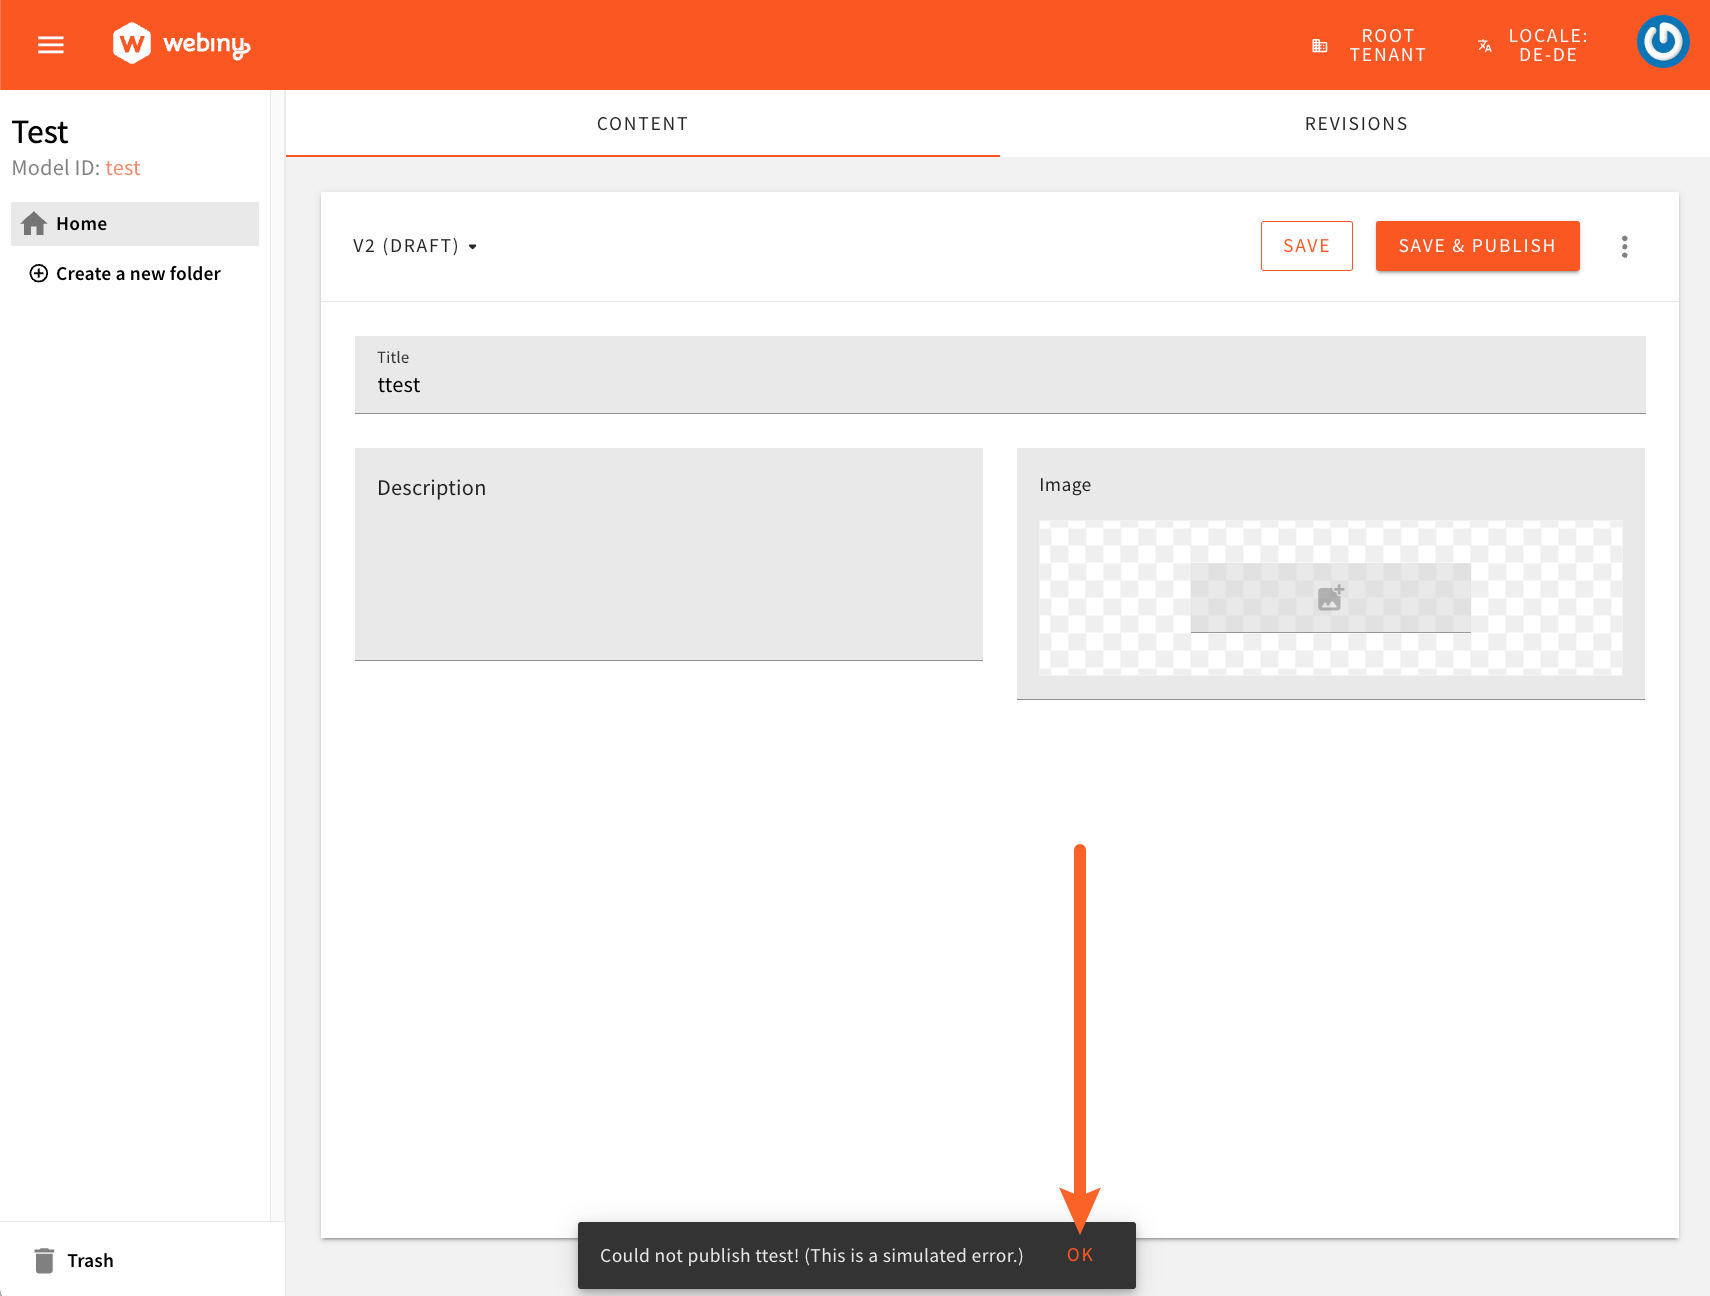 webiny
ROOT
TENANT
LOCALE:
DE-DE
Test
Model ID: test
Home
Create a new folder
CONTENT
REVISIONS
V2 (DRAFT)
SAVE
SAVE & PUBLISH
Title
ttest
Description
Image
Trash
Could not publish ttest! (This is a simulated error.)
OK